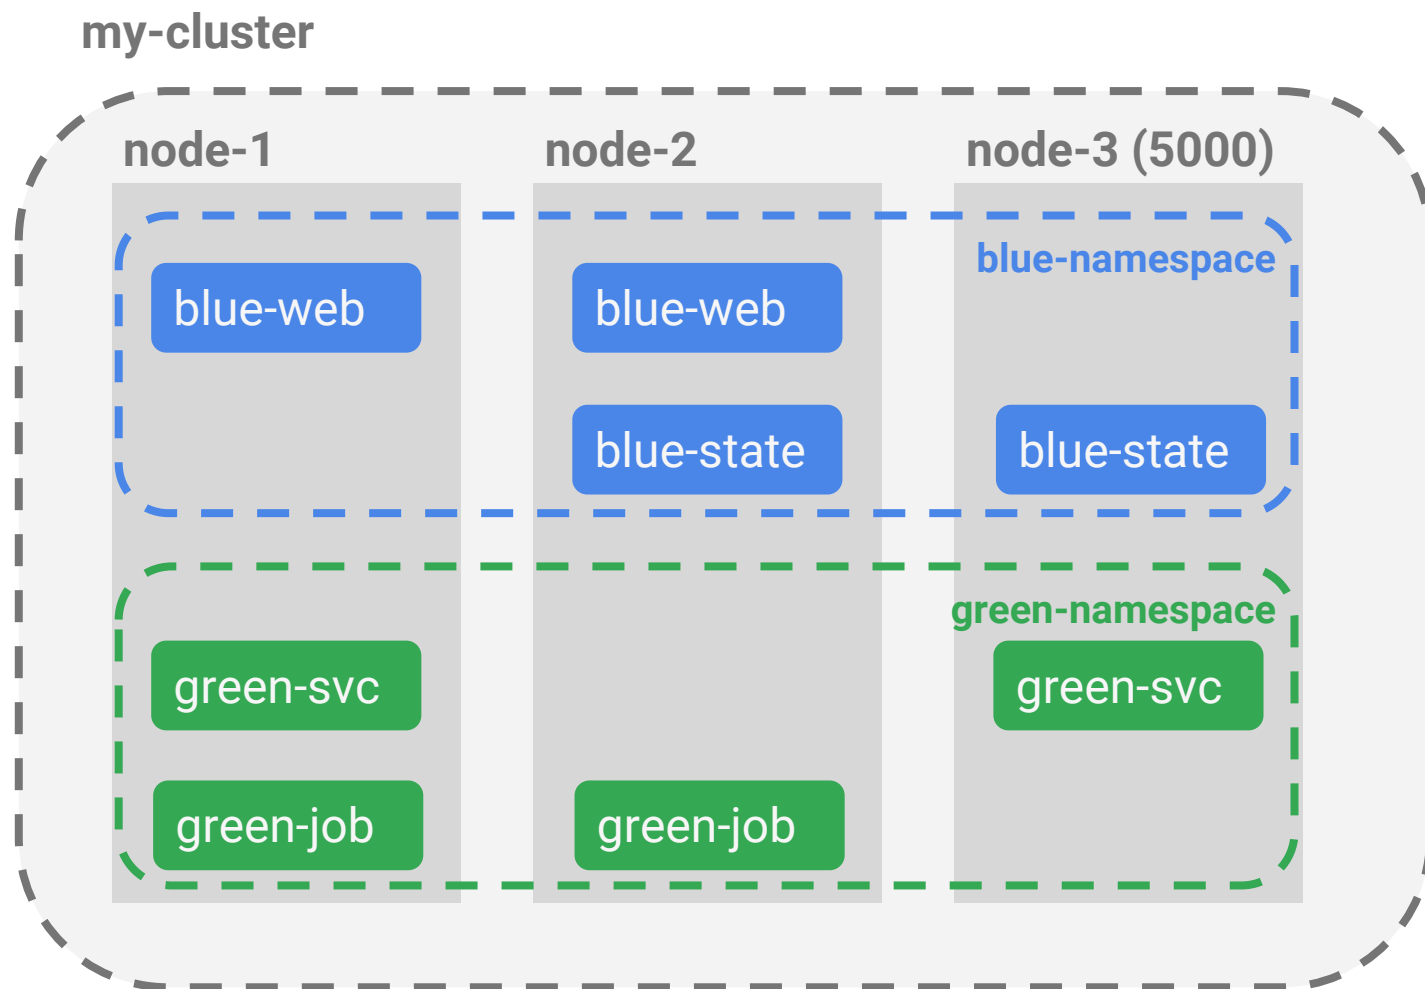 my-cluster
node-1
node-2
node-3 (5000)
blue-namespace
blue-web
blue-web
blue-state
blue-state
green-namespace
green-svc
green-svc
green-job
green-job